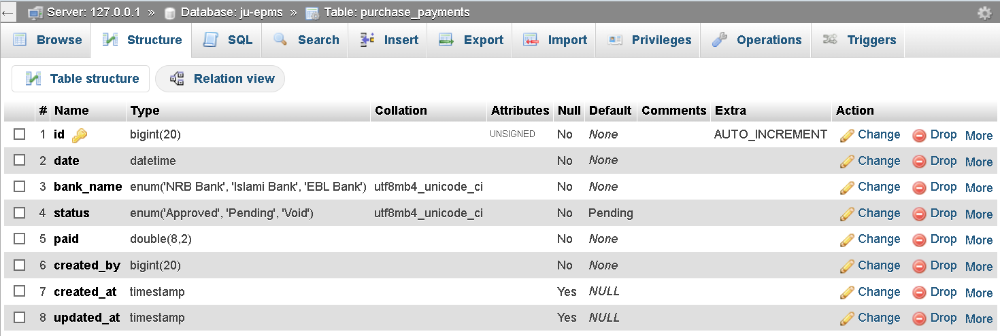 ← Server: 127.0.0.1 » Database: ju-epms » Table: purchase_payments
Browse Structure SQL Search Insert Export Import Privileges Operations Triggers
Table structure Relation view
# Name Type Collation Attributes Null Default Comments Extra Action
1 id bigint(20) UNSIGNED No None AUTO_INCREMENT Change Drop More
2 date datetime No None Change Drop More
3 bank_name enum('NRB Bank', 'Islami Bank', 'EBL Bank') utf8mb4_unicode_ci No None Change Drop More
4 status enum('Approved', 'Pending', 'Void') utf8mb4_unicode_ci No Pending Change Drop More
5 paid double(8,2) No None Change Drop More
6 created_by bigint(20) No None Change Drop More
7 created_at timestamp Yes NULL Change Drop More
8 updated_at timestamp Yes NULL Change Drop More